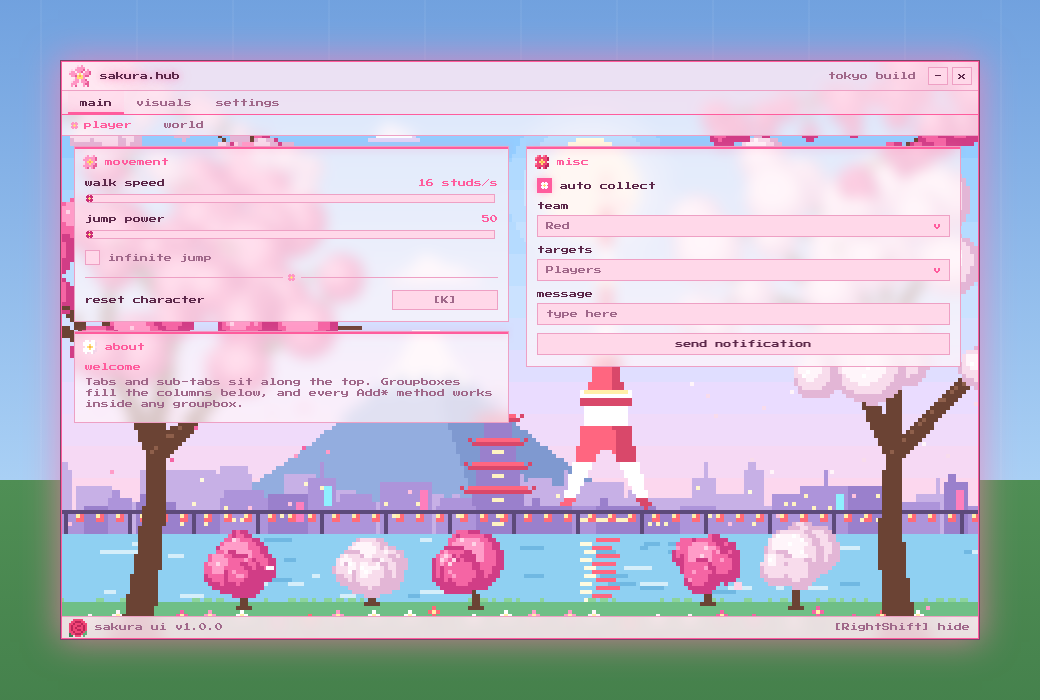 sakura.hub
tokyo build
- x
main visuals settings
player world
movement
walk speed 16 studs/s
jump power 50
infinite jump
reset character [K]
about
welcome
Tabs and sub-tabs sit along the top. Groupboxes
fill the columns below, and every Add* method works
inside any groupbox.
misc
auto collect
team
Red v
targets
Players v
message
type here
send notification
sakura ui v1.0.0
[RightShift] hide